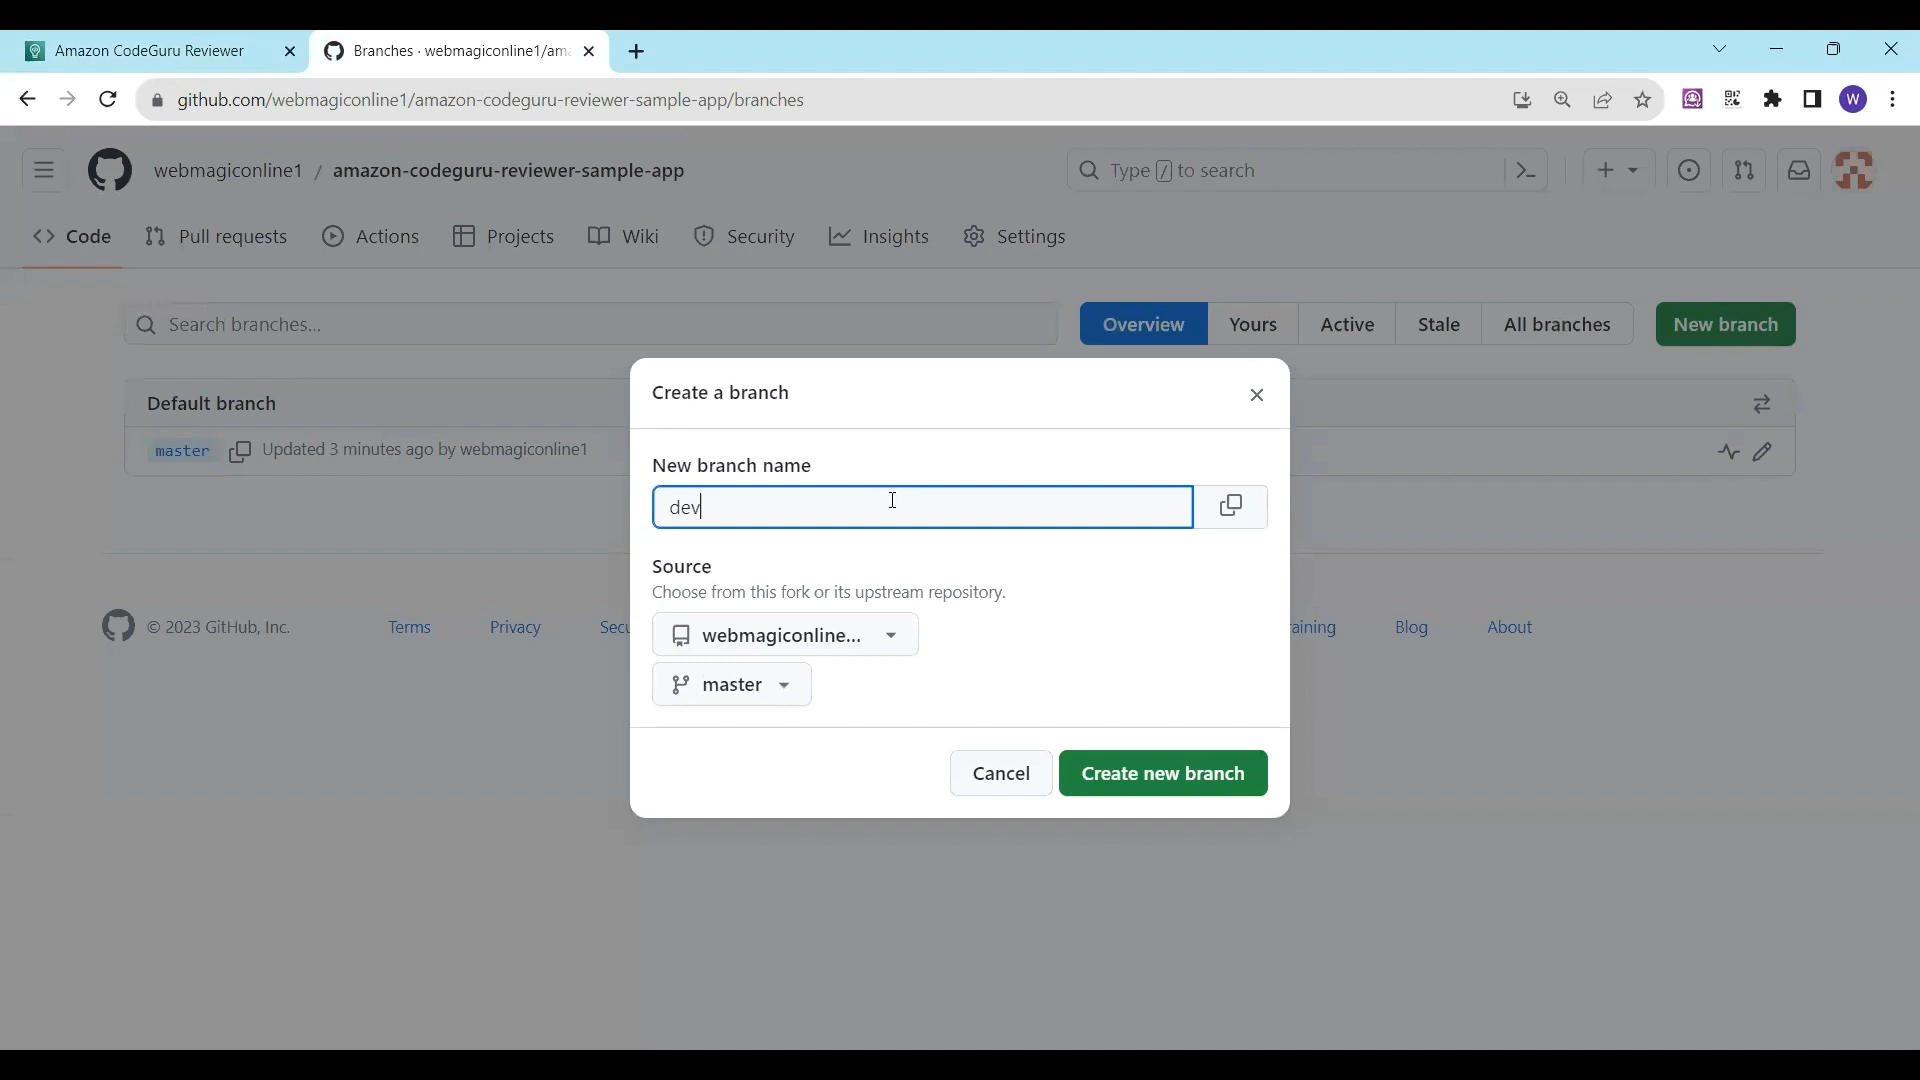 Amazon CodeGuru Reviewer
Branches · webmagiconline1/ama
github.com/webmagiconline1/amazon-codeguru-reviewer-sample-app/branches
W
webmagiconline1 / amazon-codeguru-reviewer-sample-app
Type / to search
Code
Pull requests
Actions
Projects
Wiki
Security
Insights
Settings
Search branches...
Overview
Yours
Active
Stale
All branches
New branch
Default branch
master
Updated 3 minutes ago by webmagiconline1
Create a branch
New branch name
dev
Source
Choose from this fork or its upstream repository.
webmagiconline...
master
Cancel
Create new branch
© 2023 GitHub, Inc.
Terms
Privacy
Secu
raining
Blog
About